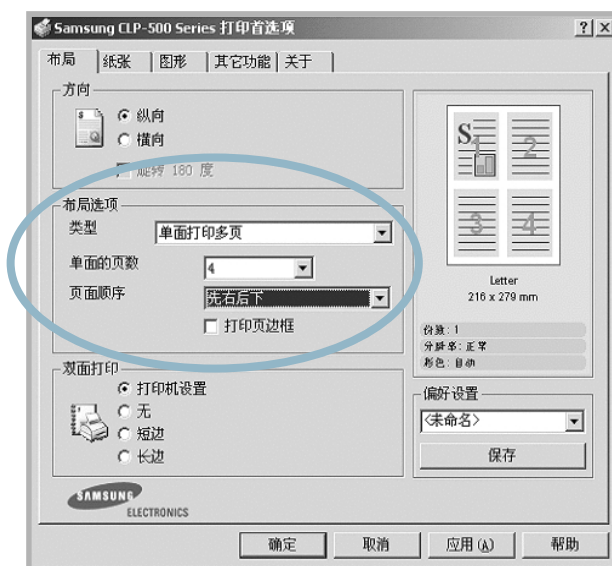 Samsung CLP-500 Series 打印首选项
布局 纸张 图形 其它功能 关于
方向
纵向
横向
旋转 180 度
布局选项
类型 单面打印多页
单面的页数 4
页面顺序 先右后下
打印页边框
双面打印
打印机设置
无
短边
长边
SAMSUNG
ELECTRONICS
S
1 2
3 4
Letter
216 x 279 mm
份数: 1
分辨率: 正常
彩色: 自动
偏好设置
<未命名>
保存
确定 取消 应用(A) 帮助